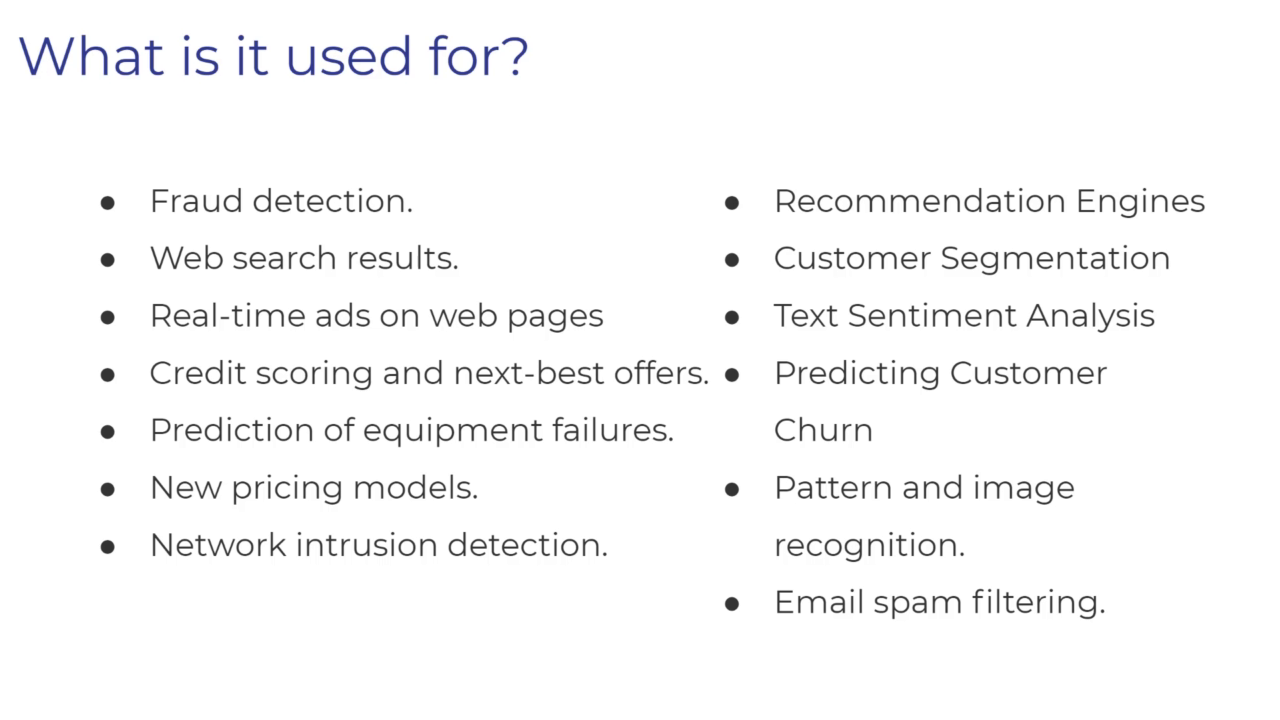 What is it used for?
● Fraud detection.
● Web search results.
● Real-time ads on web pages
● Credit scoring and next-best offers.
● Prediction of equipment failures.
● New pricing models.
● Network intrusion detection.
● Recommendation Engines
● Customer Segmentation
● Text Sentiment Analysis
● Predicting Customer
Churn
● Pattern and image
recognition.
● Email spam filtering.